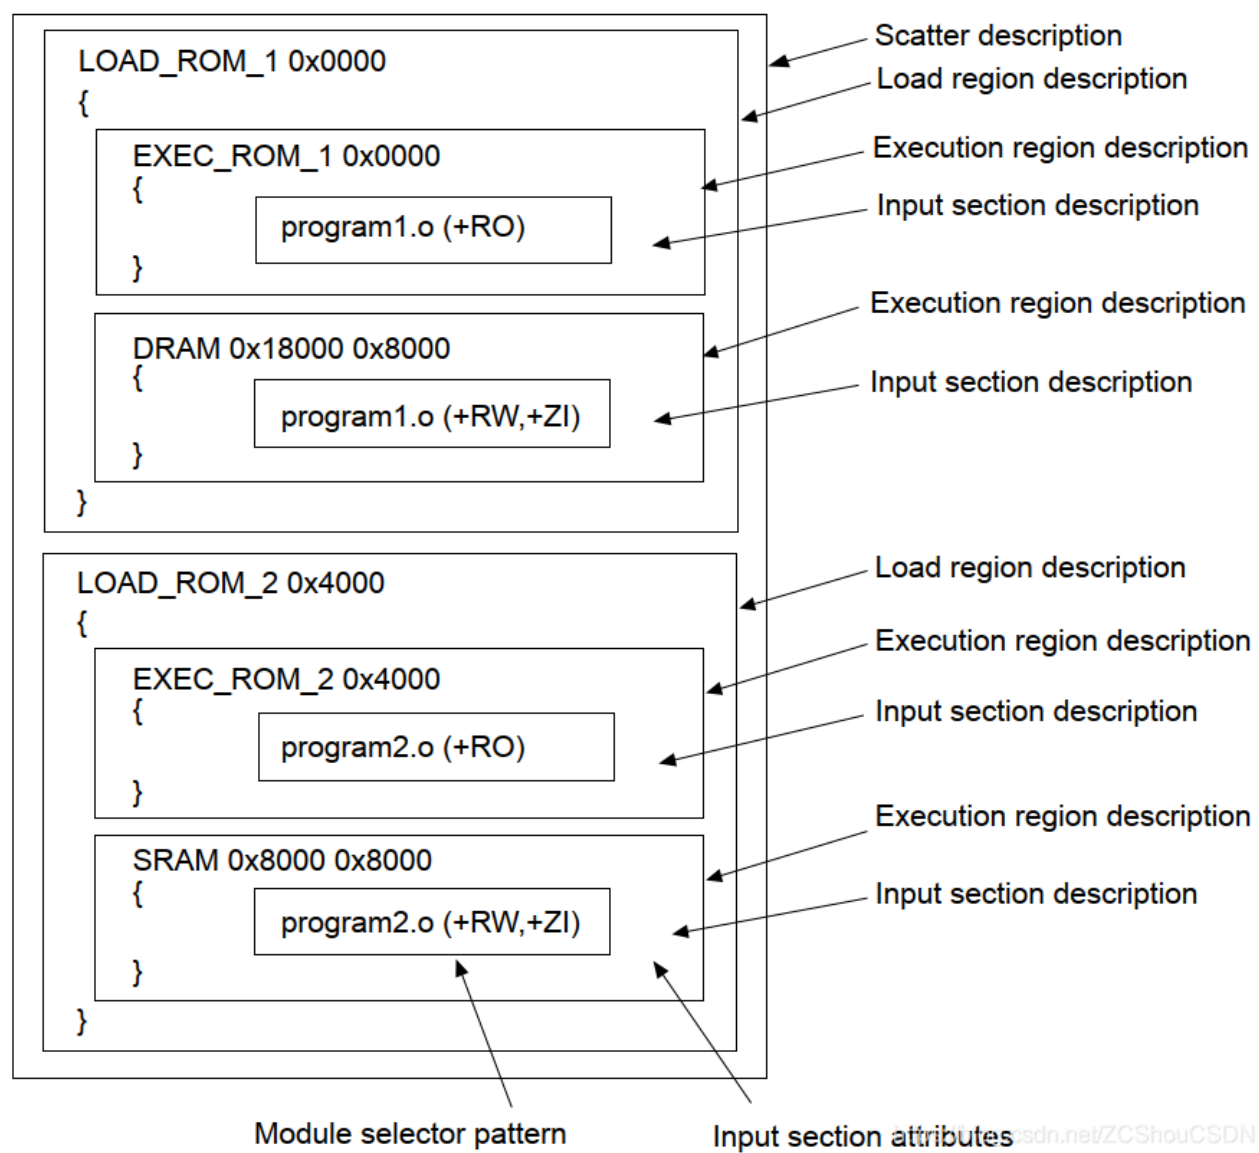 Scatter description
LOAD_ROM_1 0x0000
Load region description
{
Execution region description
EXEC_ROM_1 0x0000
{
Input section description
program1.o (+RO)
}
Execution region description
DRAM 0x18000 0x8000
{
Input section description
program1.o (+RW,+ZI)
}
}
Load region description
LOAD_ROM_2 0x4000
{
Execution region description
EXEC_ROM_2 0x4000
{
Input section description
program2.o (+RO)
}
Execution region description
SRAM 0x8000 0x8000
{
Input section description
program2.o (+RW,+ZI)
}
}
Module selector pattern
Input section attributes
csdn.net/ZCShouCSDN